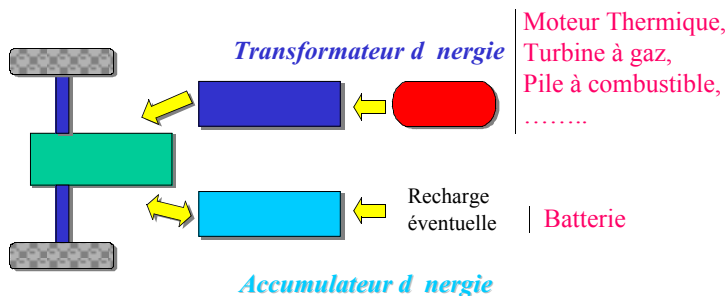 Transformateur d nergie
Moteur Thermique,
Turbine à gaz,
Pile à combustible,
……..
Recharge
éventuelle
Batterie
Accumulateur d nergie